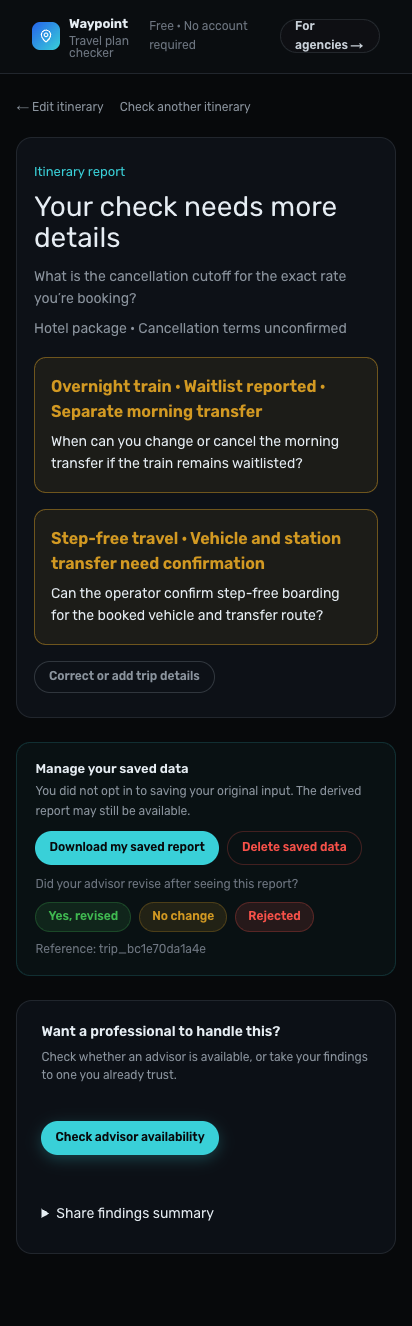 Waypoint
Travel plan
checker
Free • No account
required
For
agencies →
← Edit itinerary
Check another itinerary
Itinerary report
Your check needs more
details
What is the cancellation cutoff for the exact rate
you're booking?
Hotel package • Cancellation terms unconfirmed
Overnight train • Waitlist reported •
Separate morning transfer
When can you change or cancel the morning
transfer if the train remains waitlisted?
Step-free travel • Vehicle and station
transfer need confirmation
Can the operator confirm step-free boarding
for the booked vehicle and transfer route?
Correct or add trip details
Manage your saved data
You did not opt in to saving your original input. The derived
report may still be available.
Download my saved report
Delete saved data
Did your advisor revise after seeing this report?
Yes, revised
No change
Rejected
Reference: trip_bc1e70da1a4e
Want a professional to handle this?
Check whether an advisor is available, or take your findings
to one you already trust.
Check advisor availability
▶ Share findings summary